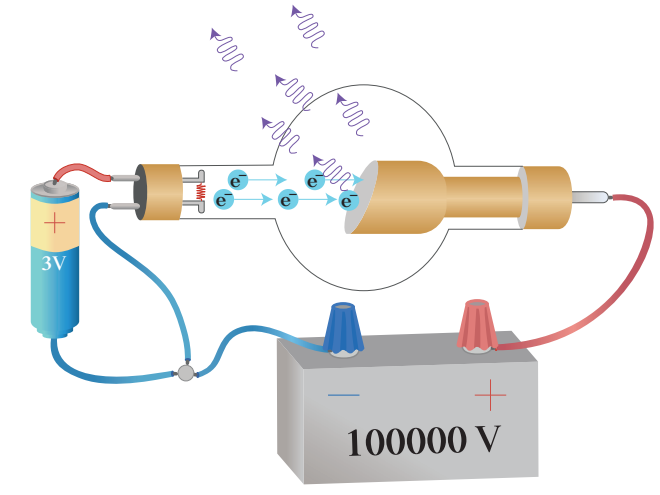 e⁻
e⁻
e⁻
e⁻
e⁻
+
3V
− +
100000 V